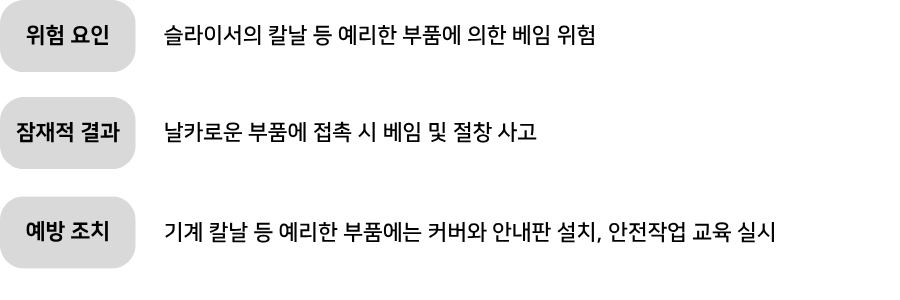 위험 요인 슬라이서의 칼날 등 예리한 부품에 의한 베임 위험
잠재적 결과 날카로운 부품에 접촉 시 베임 및 절창 사고
예방 조치 기계 칼날 등 예리한 부품에는 커버와 안내판 설치, 안전작업 교육 실시